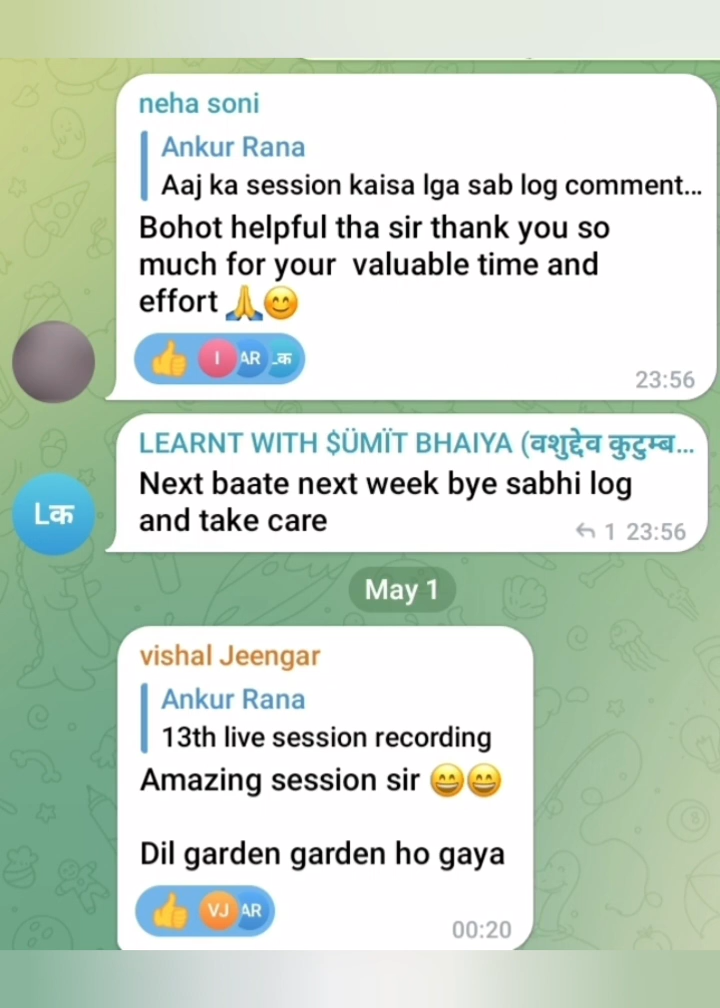 neha soni
Ankur Rana
Aaj ka session kaisa lga sab log comment...
Bohot helpful tha sir thank you so
much for your valuable time and
effort 🙏😊
👍 I AR Lक
23:56
LEARNT WITH $ÜMÏT BHAIYA (वशुद्देव कुटुम्ब...
Lक
Next baate next week bye sabhi log
and take care
1 23:56
May 1
vishal Jeengar
Ankur Rana
13th live session recording
Amazing session sir 😄😄
Dil garden garden ho gaya
👍 VJ AR
00:20